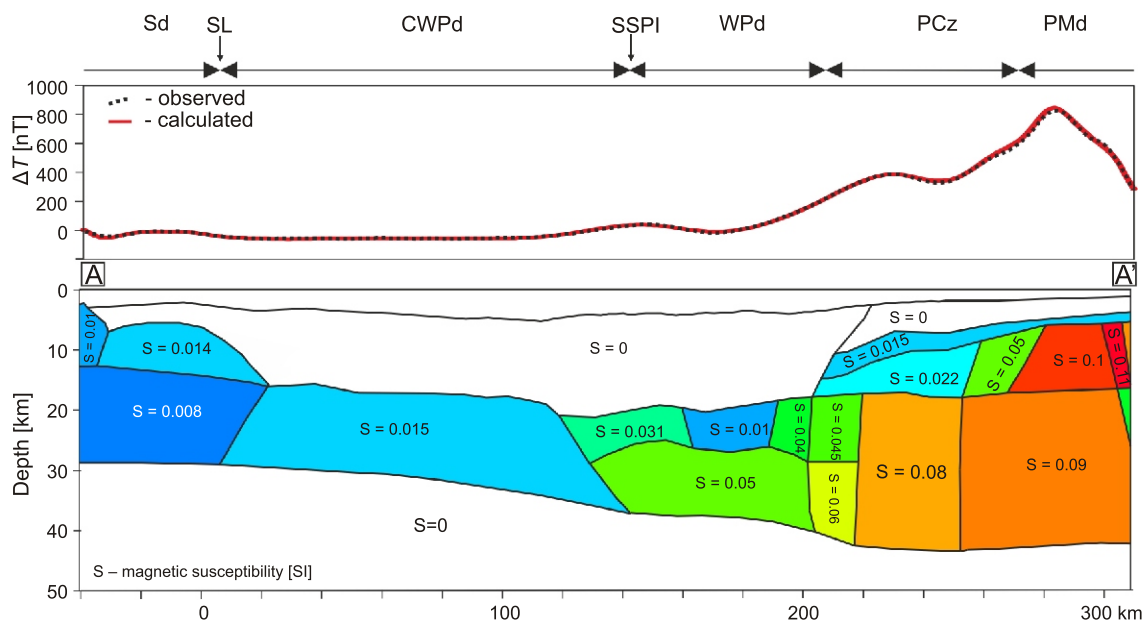 Sd SL CWPd SSPI WPd PCz PMd
1000
800
600
400
200
0
ΔT [nT]
- observed
- calculated
A A'
0
10
20
30
40
50
Depth [km]
S = 0.01
S = 0.014
S = 0.008
S = 0.015
S = 0
S = 0.031
S = 0.01
S = 0.05
S = 0.04
S = 0.045
S = 0.06
S = 0
S = 0.015
S = 0.022
S = 0.05
S = 0.1
S = 0.11
S = 0.08
S = 0.09
S=0
S – magnetic susceptibility [SI]
0 100 200 300 km